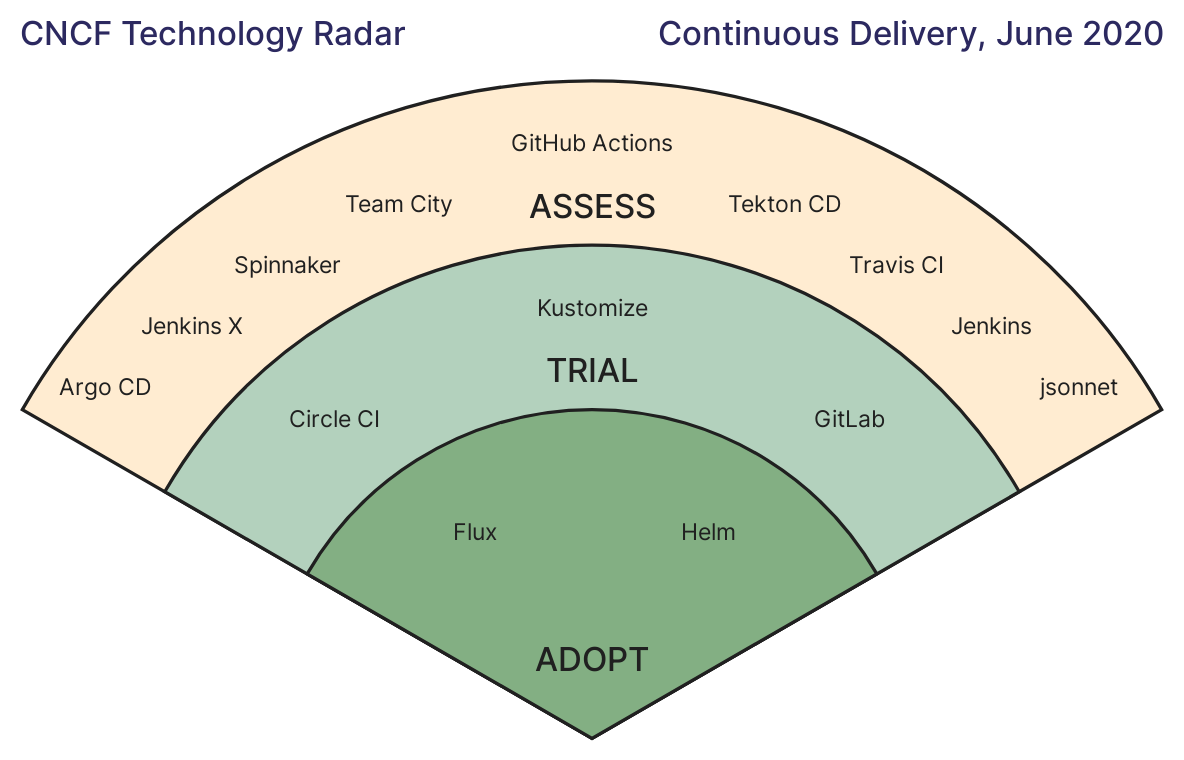 CNCF Technology Radar
Continuous Delivery, June 2020
GitHub Actions
Team City
ASSESS
Tekton CD
Spinnaker
Travis CI
Jenkins X
Jenkins
Argo CD
jsonnet
Kustomize
TRIAL
Circle CI
GitLab
Flux
Helm
ADOPT